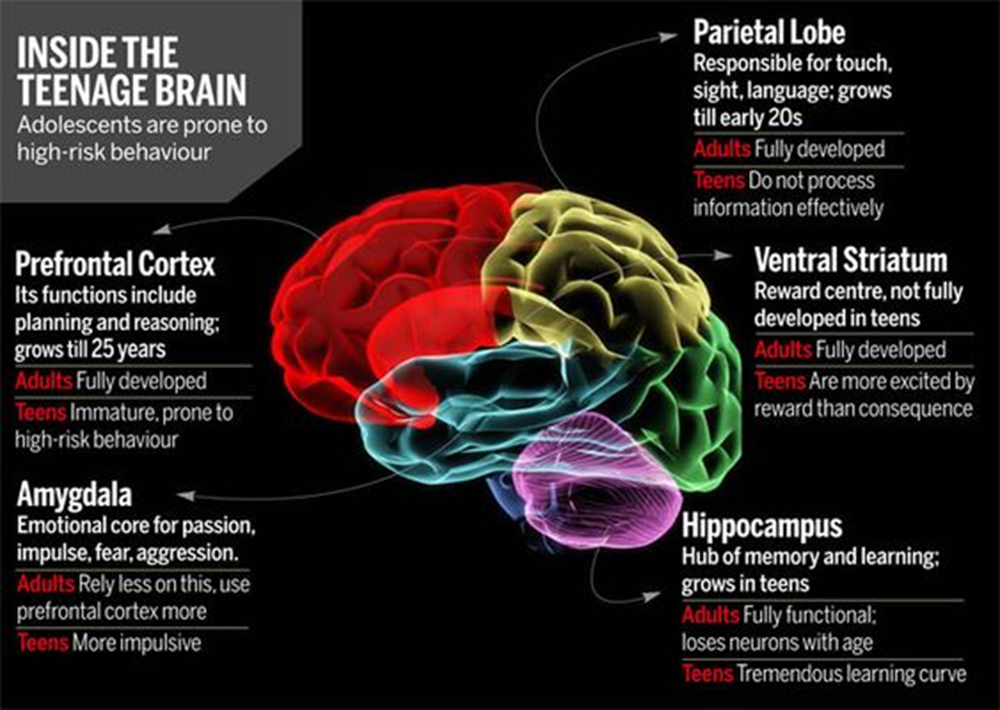 INSIDE THE
TEENAGE BRAIN
Adolescents are prone to
high-risk behaviour
Parietal Lobe
Responsible for touch,
sight, language; grows
till early 20s
Adults Fully developed
Teens Do not process
information effectively
Prefrontal Cortex
Its functions include
planning and reasoning;
grows till 25 years
Adults Fully developed
Teens Immature, prone to
high-risk behaviour
Ventral Striatum
Reward centre, not fully
developed in teens
Adults Fully developed
Teens Are more excited by
reward than consequence
Amygdala
Emotional core for passion,
impulse, fear, aggression.
Adults Rely less on this, use
prefrontal cortex more
Teens More impulsive
Hippocampus
Hub of memory and learning;
grows in teens
Adults Fully functional;
loses neurons with age
Teens Tremendous learning curve